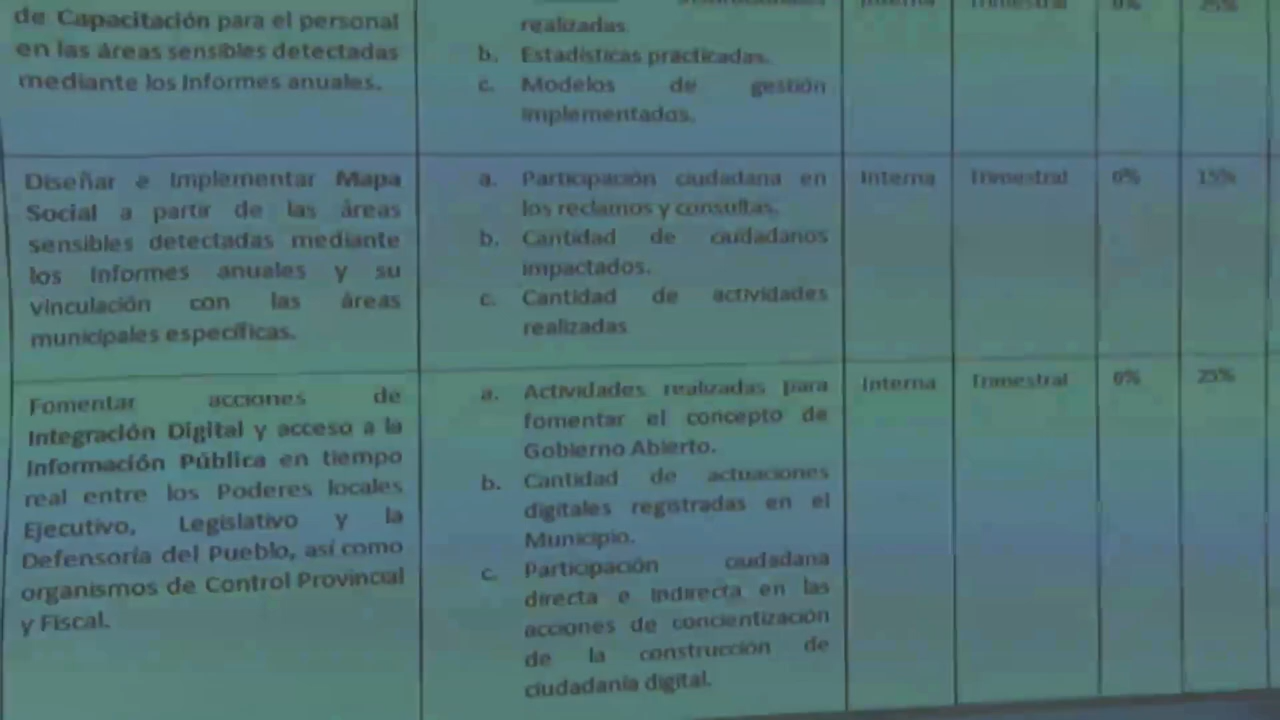 de Capacitación para el personal
en las áreas sensibles detectadas
mediante los Informes anuales.
realizadas
b. Estadísticas practicadas.
c. Modelos de gestión
implementados.
Interna
Trimestral
0%
25%
Diseñar e Implementar Mapa
Social a partir de las áreas
sensibles detectadas mediante
los Informes anuales y su
vinculación con las áreas
municipales específicas.
a. Participación ciudadana en
los reclamos y consultas.
b. Cantidad de ciudadanos
impactados.
c. Cantidad de actividades
realizadas
Interna
Trimestral
0%
15%
Fomentar acciones de
Integración Digital y acceso a la
Información Pública en tiempo
real entre los Poderes locales
Ejecutivo, Legislativo y la
Defensoría del Pueblo, así como
organismos de Control Provincial
y Fiscal.
a. Actividades realizadas para
fomentar el concepto de
Gobierno Abierto.
b. Cantidad de actuaciones
digitales registradas en el
Municipio.
c. Participación ciudadana
directa e indirecta en las
acciones de concientización
de la construcción de
ciudadanía digital.
Interna
Trimestral
0%
25%